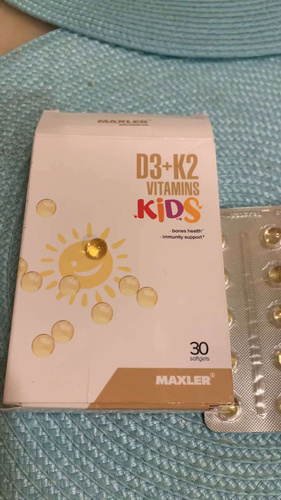 MAXLER®
D3+K2
VITAMINS
KiDS
· bones health*
· immunity support*
30
softgels
MAXLER®